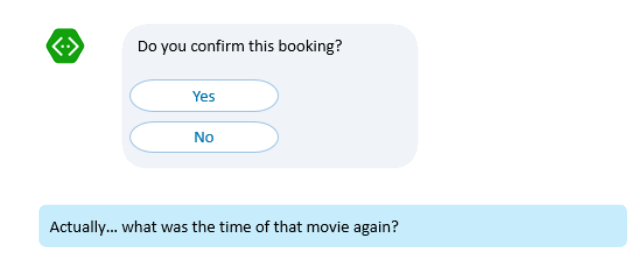 Do you confirm this booking?
Yes
No
Actually... what was the time of that movie again?